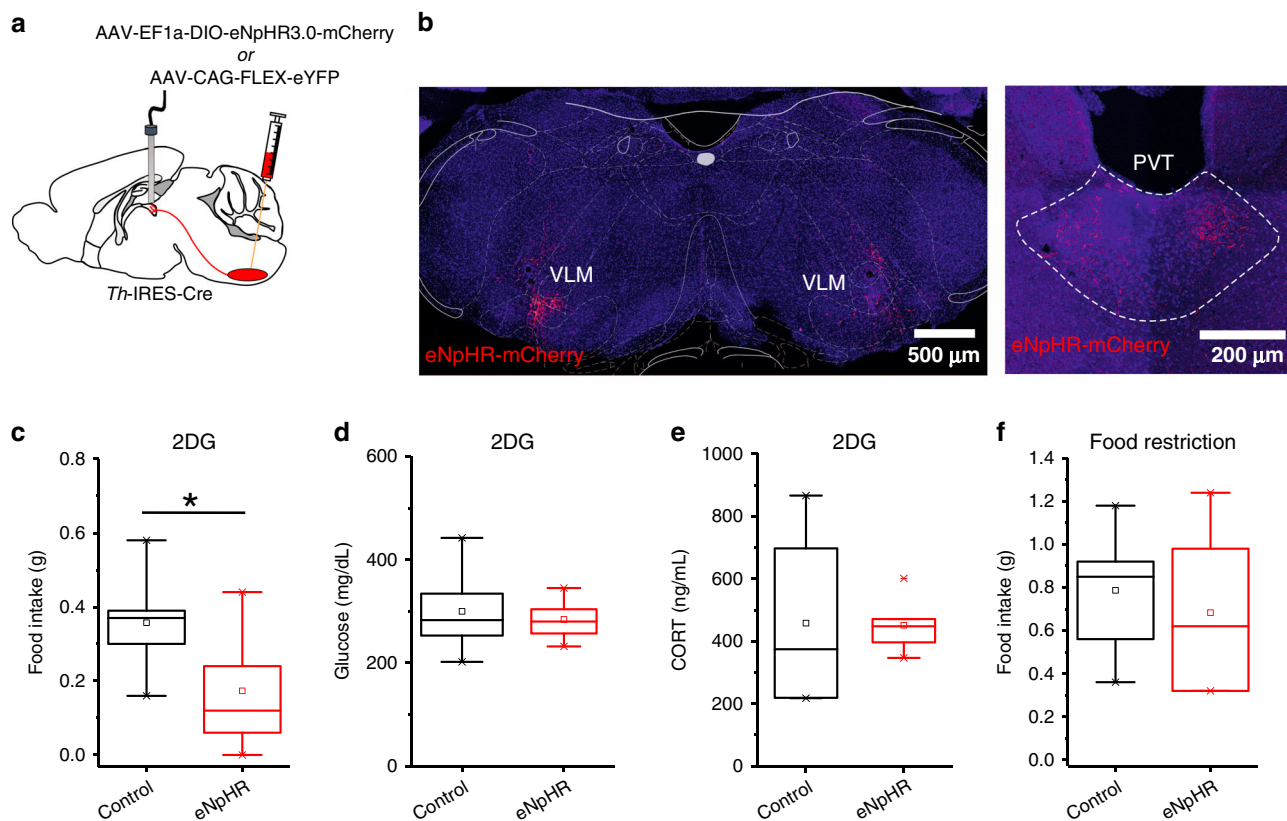 a
AAV-EF1a-DIO-eNpHR3.0-mCherry
or
AAV-CAG-FLEX-eYFP
Th-IRES-Cre
b
VLM
VLM
eNpHR-mCherry
500 μm
PVT
eNpHR-mCherry
200 μm
c
2DG
Food intake (g)
0.8
0.6
0.4
0.2
0.0
*
Control
eNpHR
d
2DG
Glucose (mg/dL)
600
400
200
0
Control
eNpHR
e
2DG
CORT (ng/mL)
1000
800
600
400
200
0
Control
eNpHR
f
Food restriction
Food intake (g)
1.4
1.2
1.0
0.8
0.6
0.4
0.2
0.0
Control
eNpHR